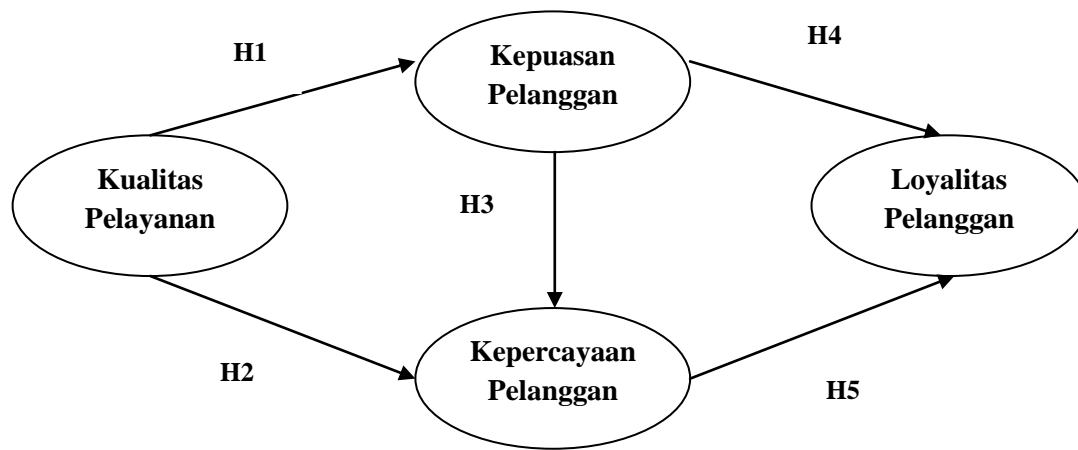 H1
Kepuasan
Pelanggan
H4
Kualitas
Pelayanan
H3
Loyalitas
Pelanggan
H2
Kepercayaan
Pelanggan
H5